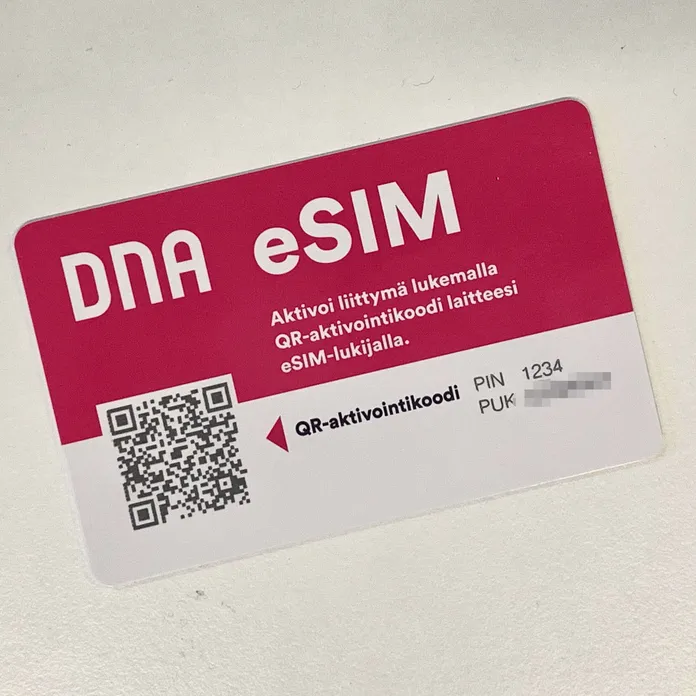 DNA eSIM
Aktivoi liittymä lukemalla
QR-aktivointikoodi laitteesi
eSIM-lukijalla.
QR-aktivointikoodi
PIN 1234
PUK